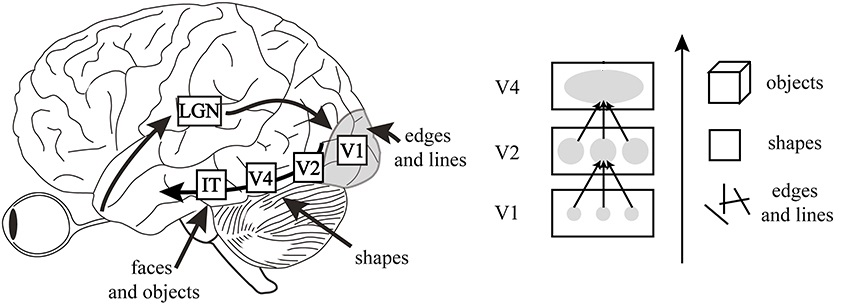 LGN
V1
V2
V4
IT
edges
and lines
shapes
faces
and objects
V4
objects
V2
shapes
V1
edges
and lines